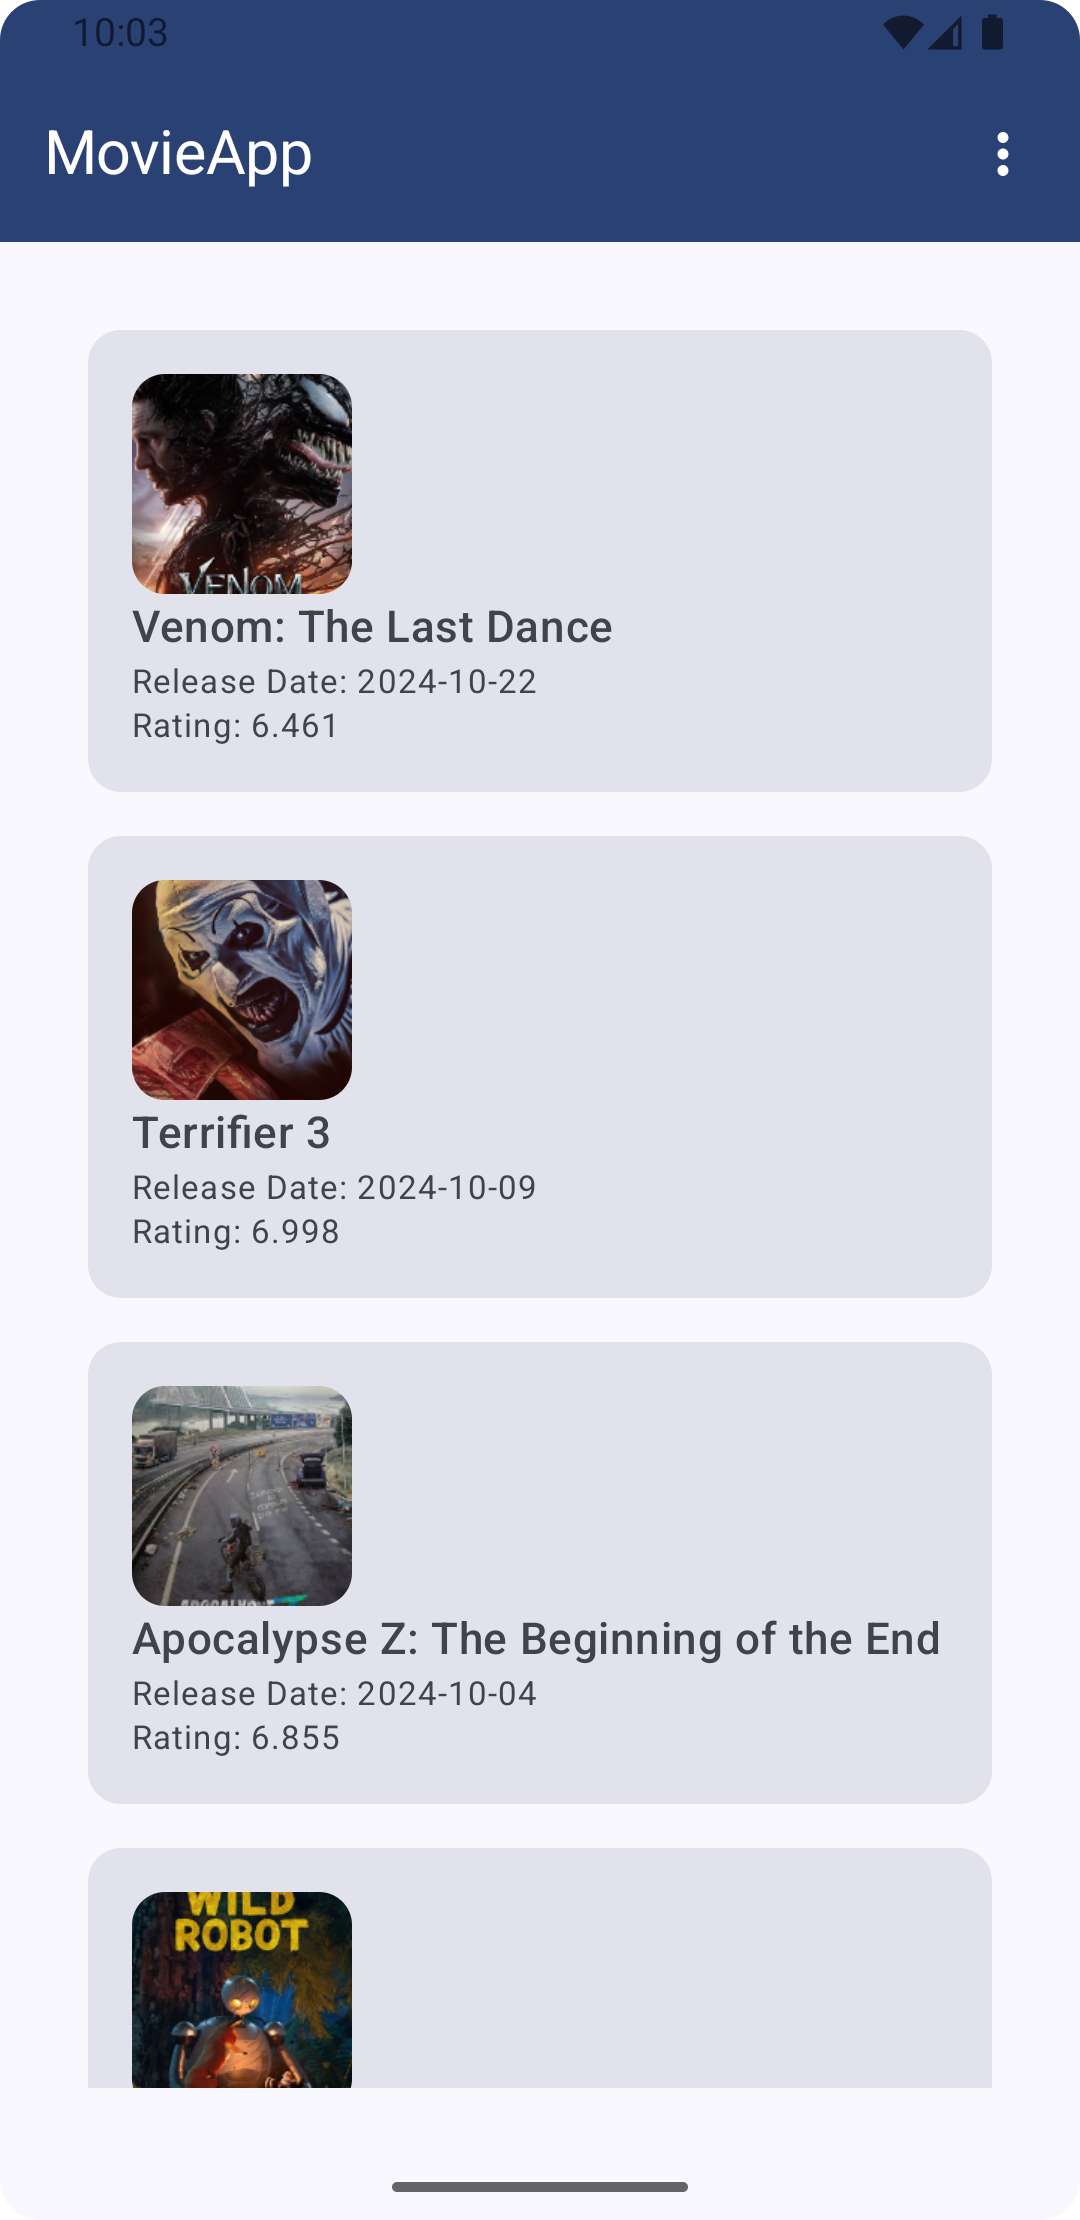 10:03
MovieApp
VENOM
Venom: The Last Dance
Release Date: 2024-10-22
Rating: 6.461
Terrifier 3
Release Date: 2024-10-09
Rating: 6.998
Apocalypse Z: The Beginning of the End
Release Date: 2024-10-04
Rating: 6.855
WILD
ROBOT